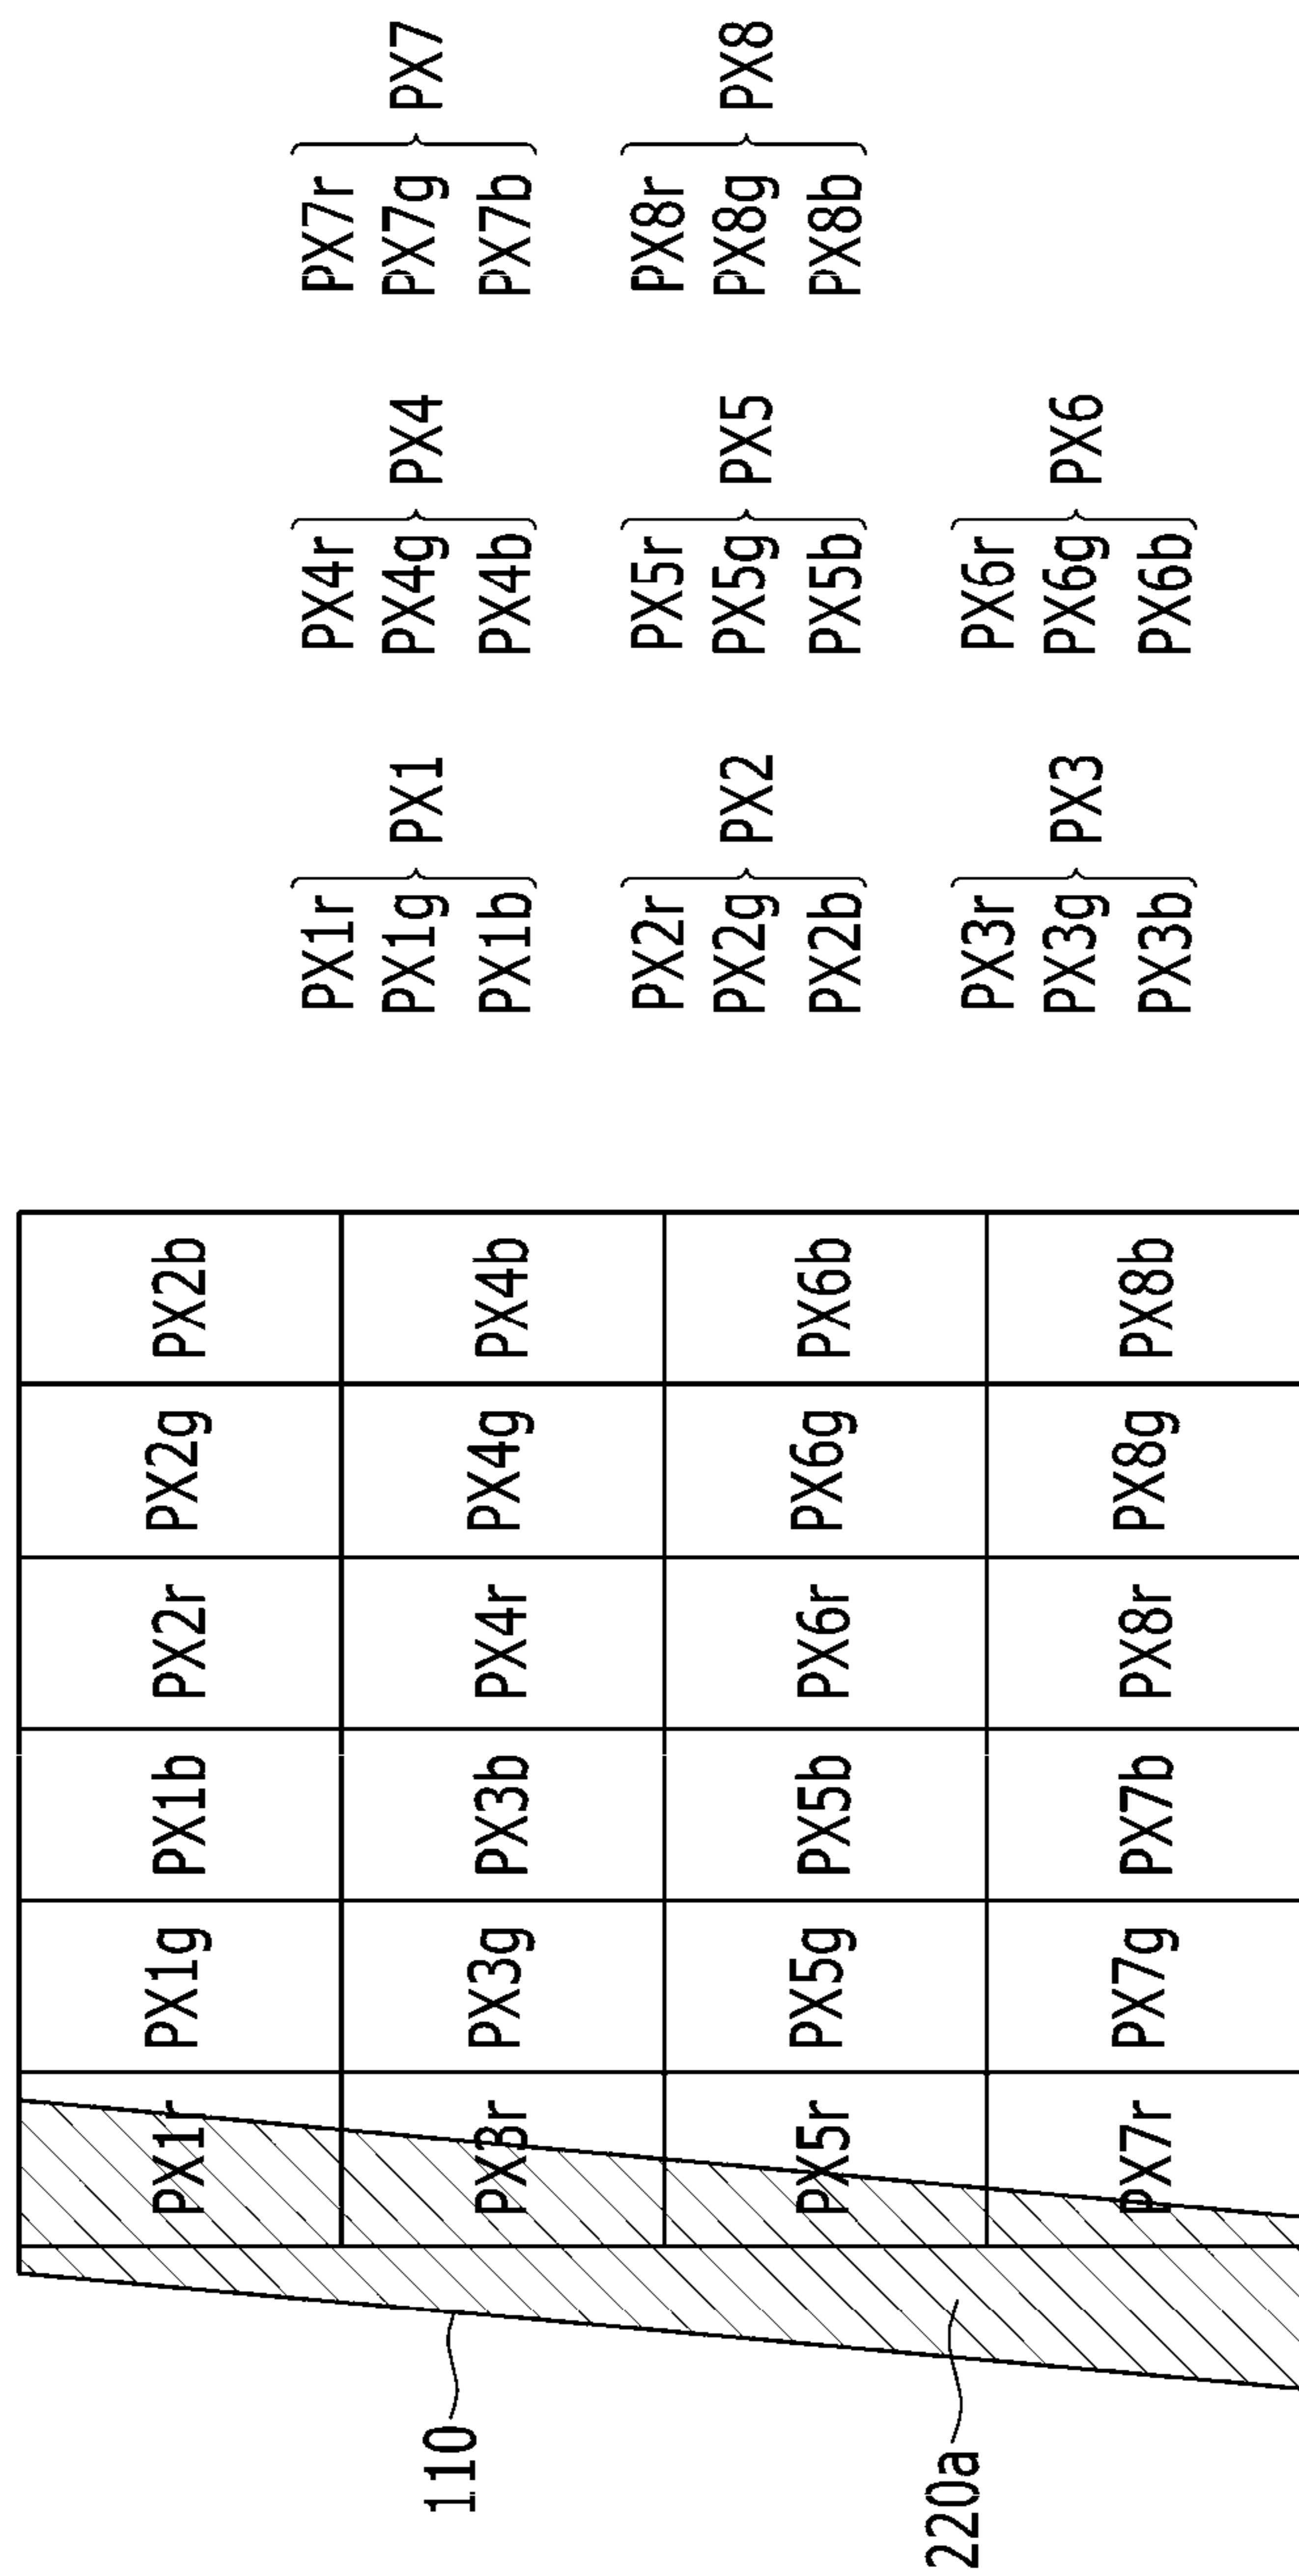 PX1r PX1g PX1b PX2r PX2g PX2b
110
PX3r PX3g PX3b PX4r PX4g PX4b
PX5r PX5g PX5b PX6r PX6g PX6b
220a
PX7r PX7g PX7b PX8r PX8g PX8b
PX1r
PX1g PX1
PX1b
PX2r
PX2g PX2
PX2b
PX3r
PX3g PX3
PX3b
PX4r
PX4g PX4
PX4b
PX5r
PX5g PX5
PX5b
PX6r
PX6g PX6
PX6b
PX7r
PX7g PX7
PX7b
PX8r
PX8g PX8
PX8b